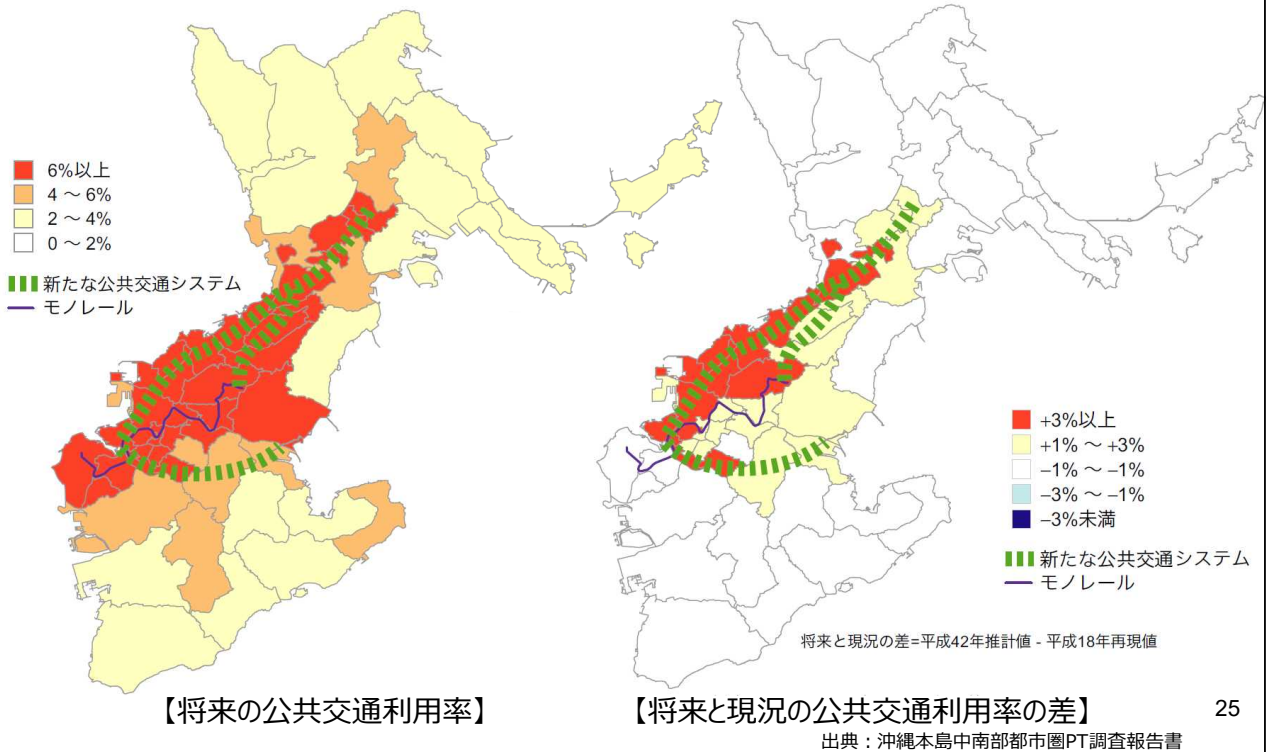 6%以上
4 ～ 6%
2 ～ 4%
0 ～ 2%
新たな公共交通システム
モノレール
+3%以上
+1% ～ +3%
−1% ～ −1%
−3% ～ −1%
−3%未満
新たな公共交通システム
モノレール
将来と現況の差=平成42年推計値 - 平成18年再現値
【将来の公共交通利用率】
【将来と現況の公共交通利用率の差】
25
出典：沖縄本島中南部都市圏PT調査報告書